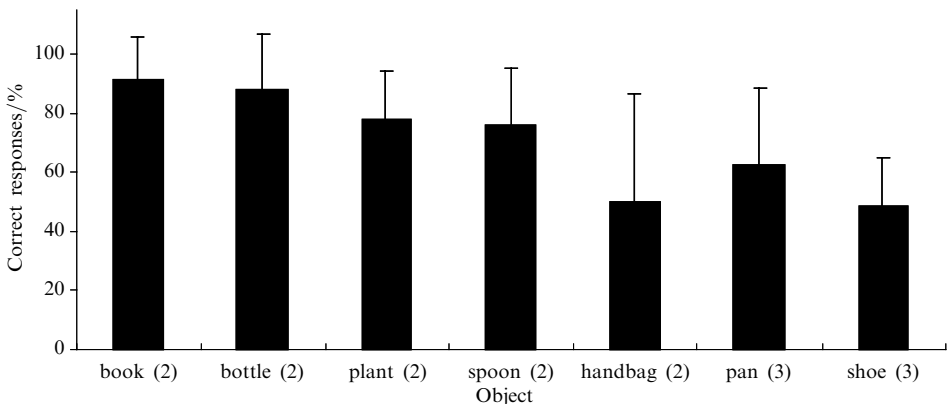 Correct responses/%
100
80
60
40
20
0
book (2) bottle (2) plant (2) spoon (2) handbag (2) pan (3) shoe (3)
Object